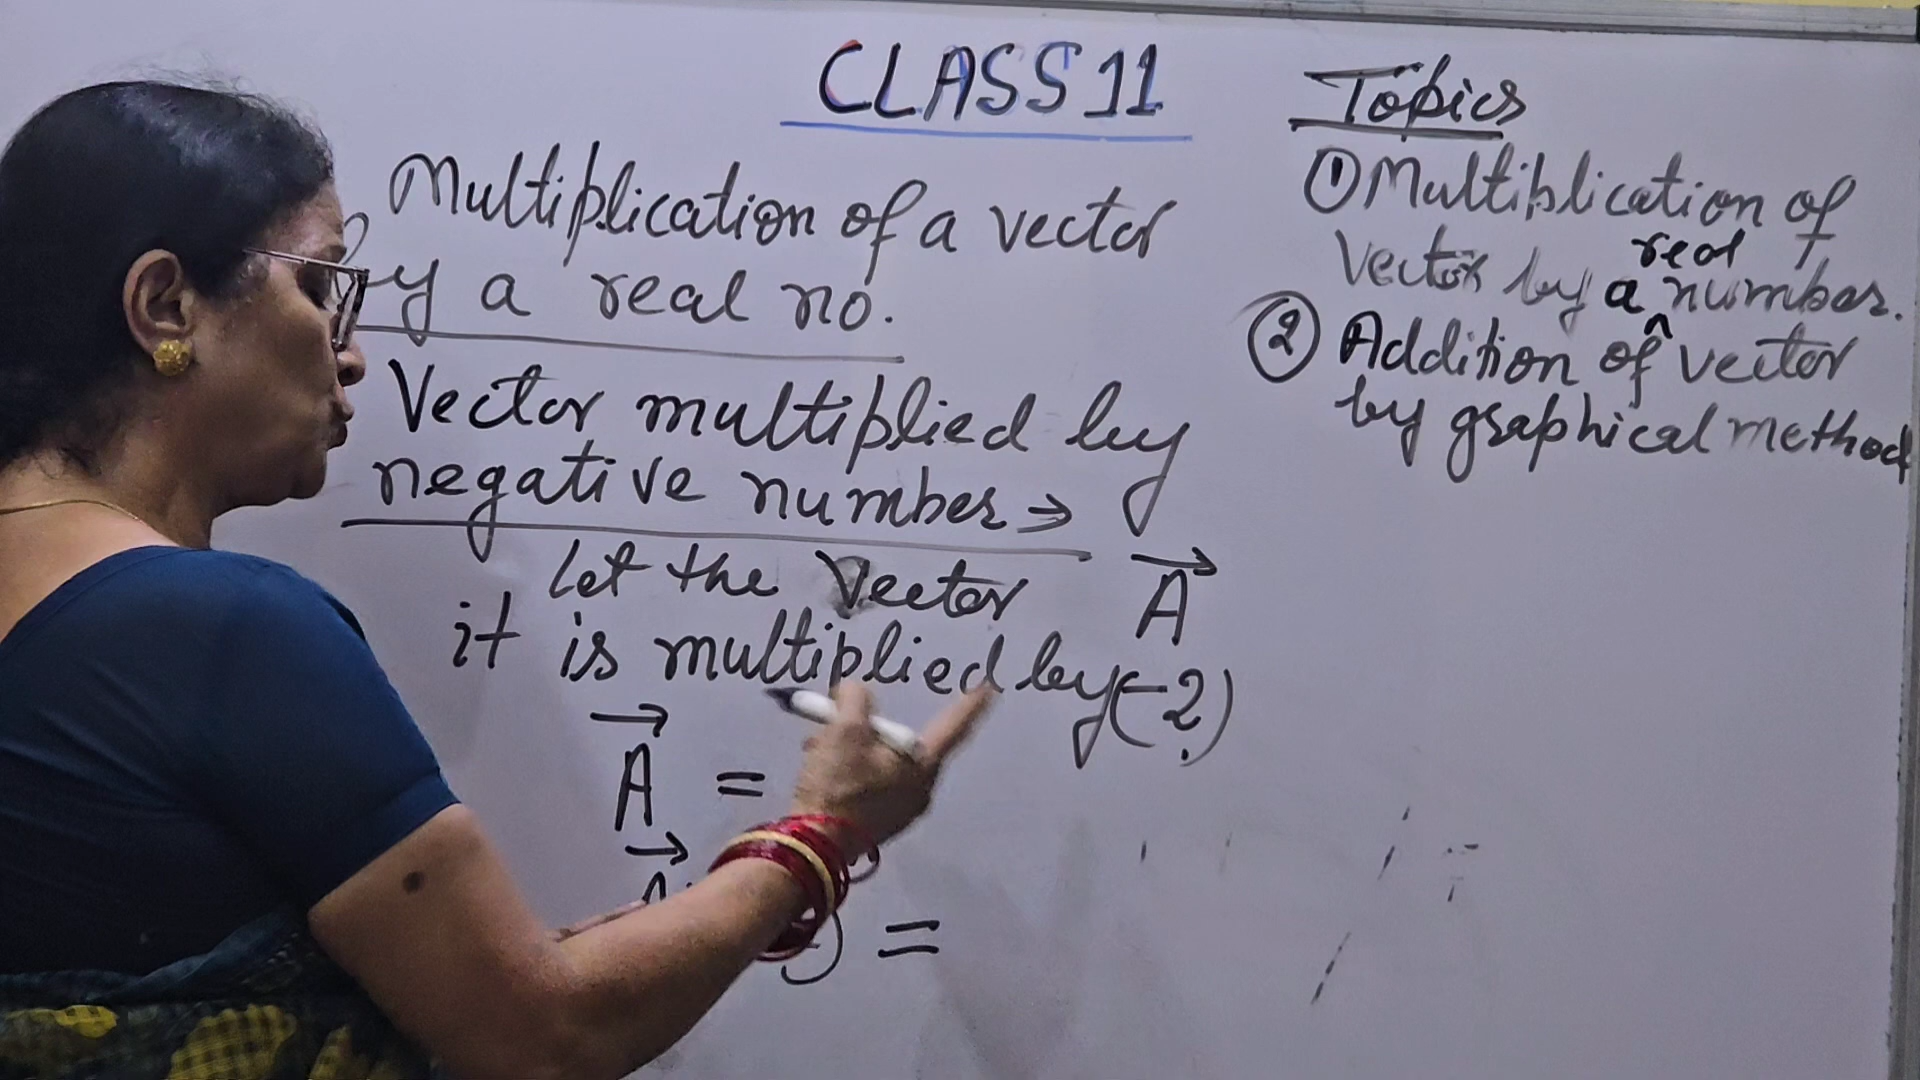 CLASS 11
Multiplication of a vector
by a real no.
Vector multiplied by
negative number →
Let the Vector A
it is multiplied by (-2)
A =
) =
Topics
① Multiplication of
vector by a real number.
② Addition of vector
by graphical method